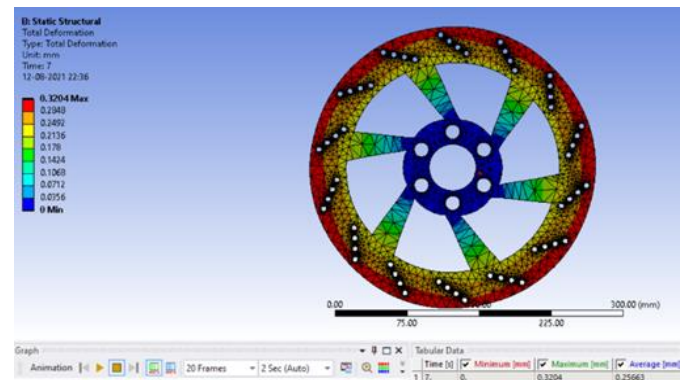 B: Static Structural
Total Deformation
Type: Total Deformation
Unit: mm
Time: 7
12-08-2021 22:36
0.3204 Max
0.2848
0.2492
0.2136
0.178
0.1424
0.1068
0.0712
0.0356
0 Min
0.00
300.00 (mm)
75.00
225.00
Graph
Animation
20 Frames
2 Sec (Auto)
Tabular Data
Time [s]
Minimum [mm]
Maximum [mm]
Average [mm]
1
7.
0.
0.3204
0.25663